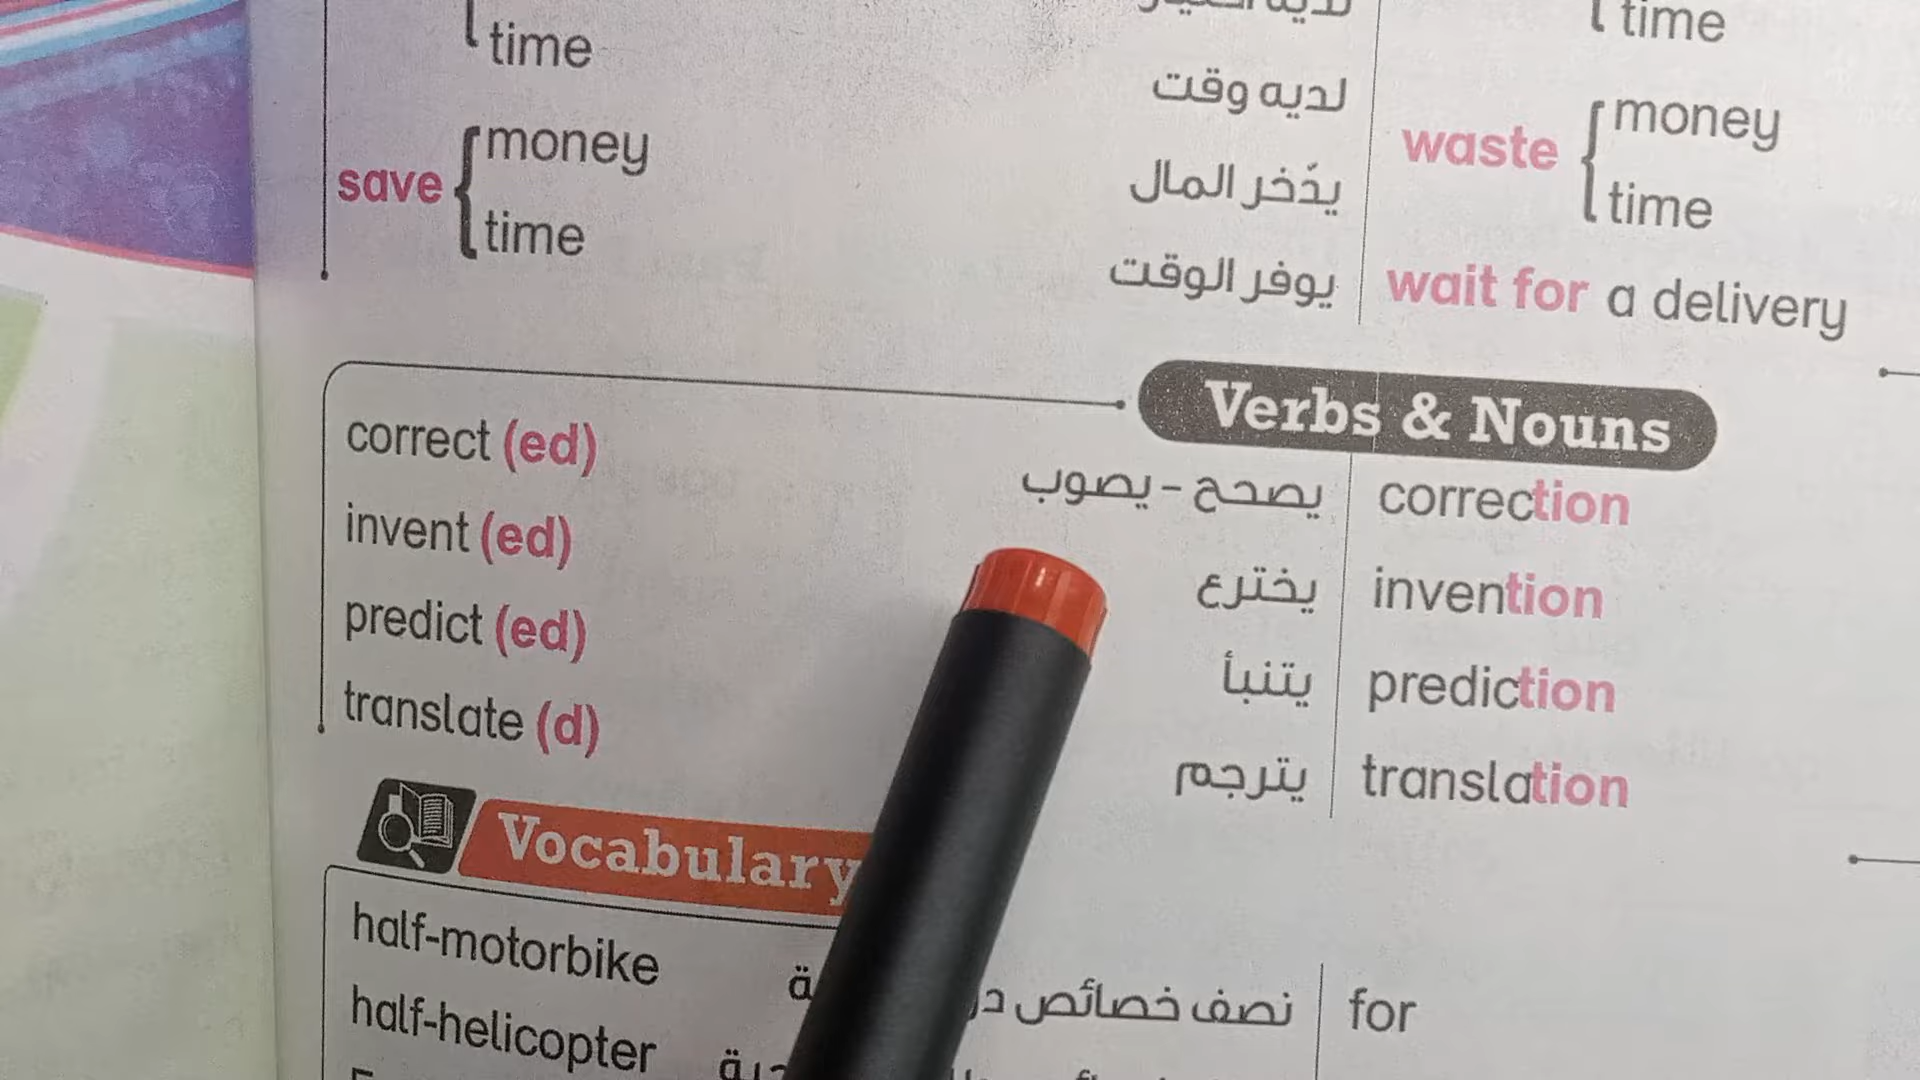 time
لديه وقت
time
save { money
time
يدّخر المال
يوفر الوقت
waste { money
time
wait for a delivery
Verbs & Nouns
correct (ed) يصحح - يصوب correction
invent (ed) يخترع invention
predict (ed) يتنبأ prediction
translate (d) يترجم translation
Vocabulary
half-motorbike نصف خصائص for
half-helicopter